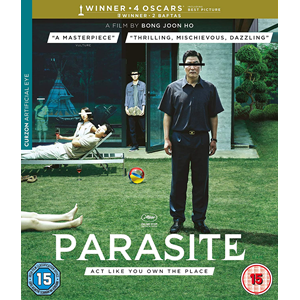 WINNER • 4 OSCARS
BEST PICTURE
WINNER • 2 BAFTAS
A FILM BY BONG JOON HO
"A MASTERPIECE"
"THRILLING, MISCHIEVOUS, DAZZLING"
CURZON ARTIFICIAL EYE
PARASITE
ACT LIKE YOU OWN THE PLACE
15
15